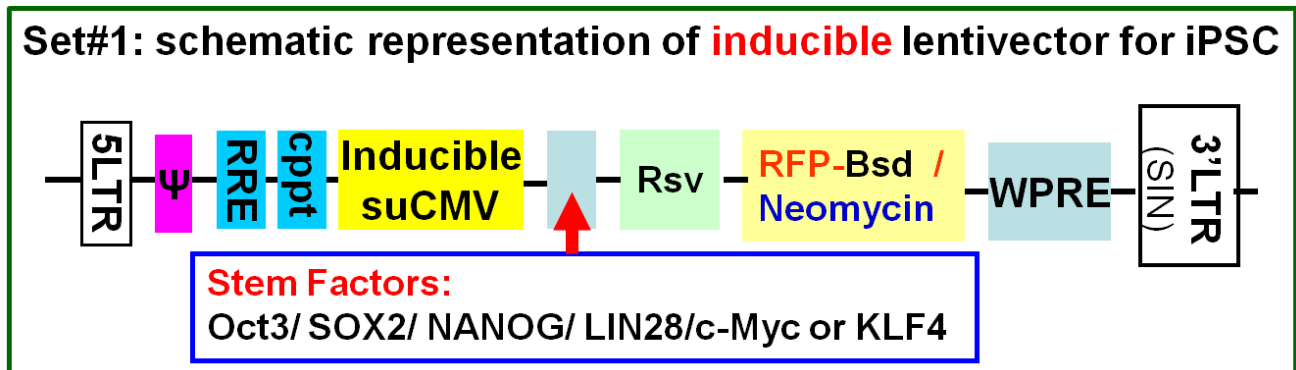 Set#1: schematic representation of inducible lentivector for iPSC
5LTR
Ψ
RRE
cppt
Inducible
suCMV
Rsv
RFP-Bsd /
Neomycin
WPRE
3'LTR
(SIN)
Stem Factors:
Oct3/ SOX2/ NANOG/ LIN28/c-Myc or KLF4